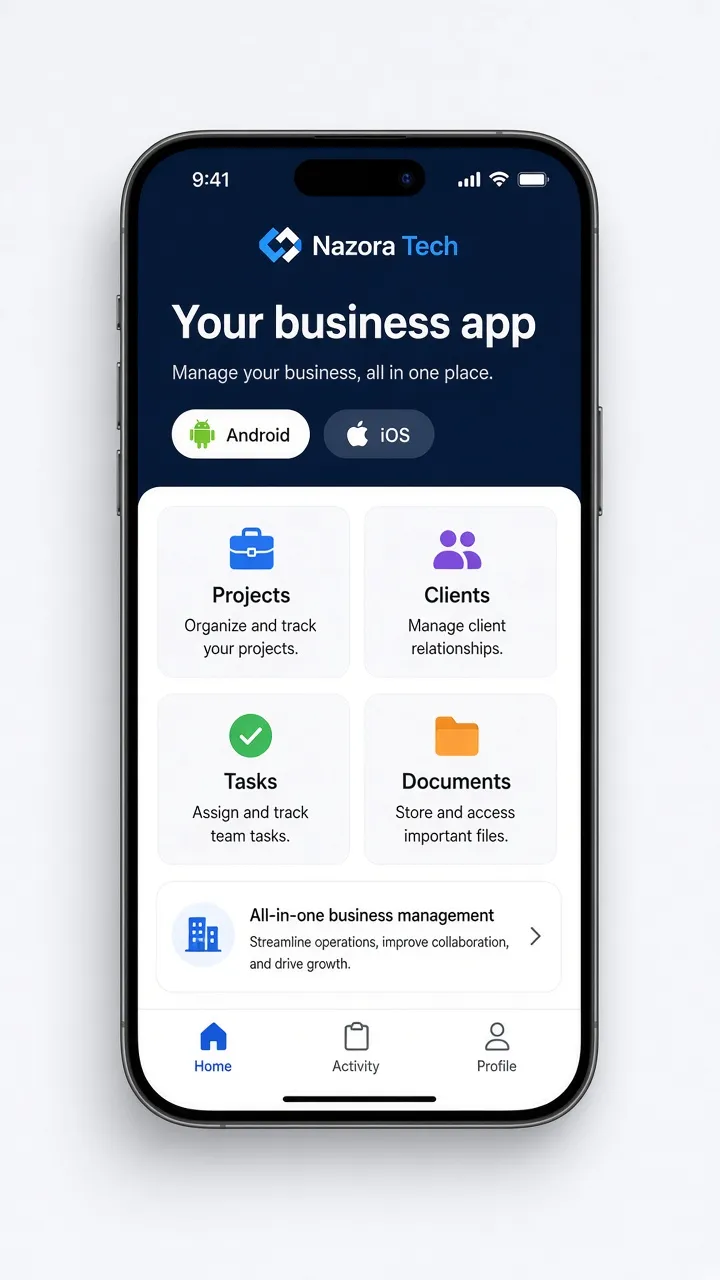 9:41
Nazora Tech
Your business app
Manage your business, all in one place.
Android
iOS
Projects
Organize and track
your projects.
Clients
Manage client
relationships.
Tasks
Assign and track
team tasks.
Documents
Store and access
important files.
All-in-one business management
Streamline operations, improve collaboration,
and drive growth.
Home
Activity
Profile